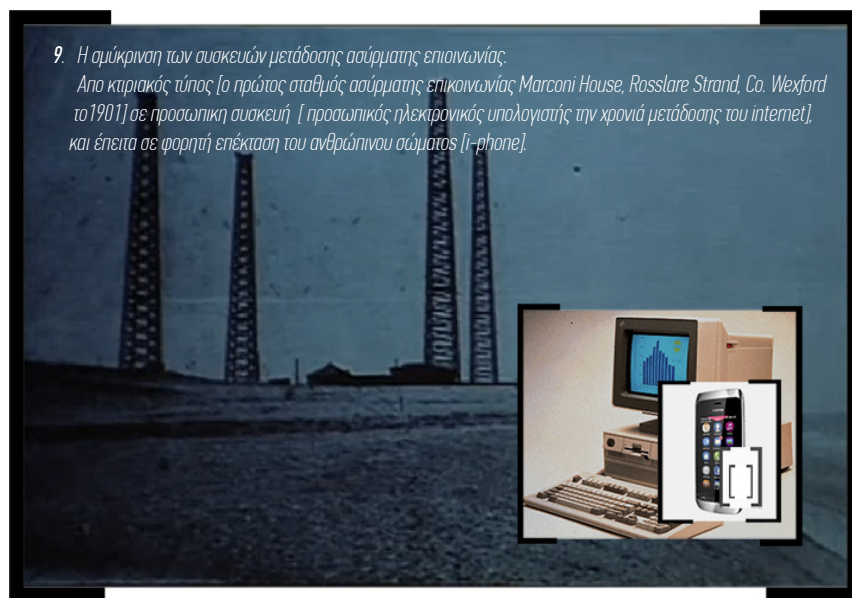 9. Η σμύκρινση των συσκευών μετάδοσης ασύρματης επιοινωνίας.
Απο κτιριακός τύπος [ο πρώτος σταθμός ασύρματης επικοινωνίας Marconi House, Rosslare Strand, Co. Wexford
το1901] σε προσωπικη συσκευή [ προσωπικός ηλεκτρονικός υπολογιστής την χρονιά μετάδοσης του internet],
και έπειτα σε φορητή επέκταση του ανθρώπινου σώματος [i-phone].